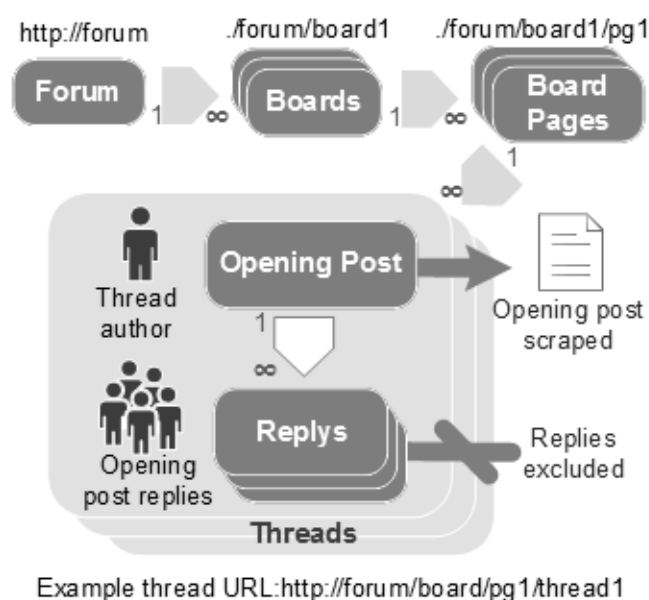 http://forum
./forum/board1
./forum/board1/pg1
Forum
1
∞
Boards
1
∞
Board
Pages
1
∞
Thread
author
Opening Post
Opening post
scraped
1
∞
Opening
post replies
Replys
Replies
excluded
Threads
Example thread URL:http://forum/board/pg1/thread1